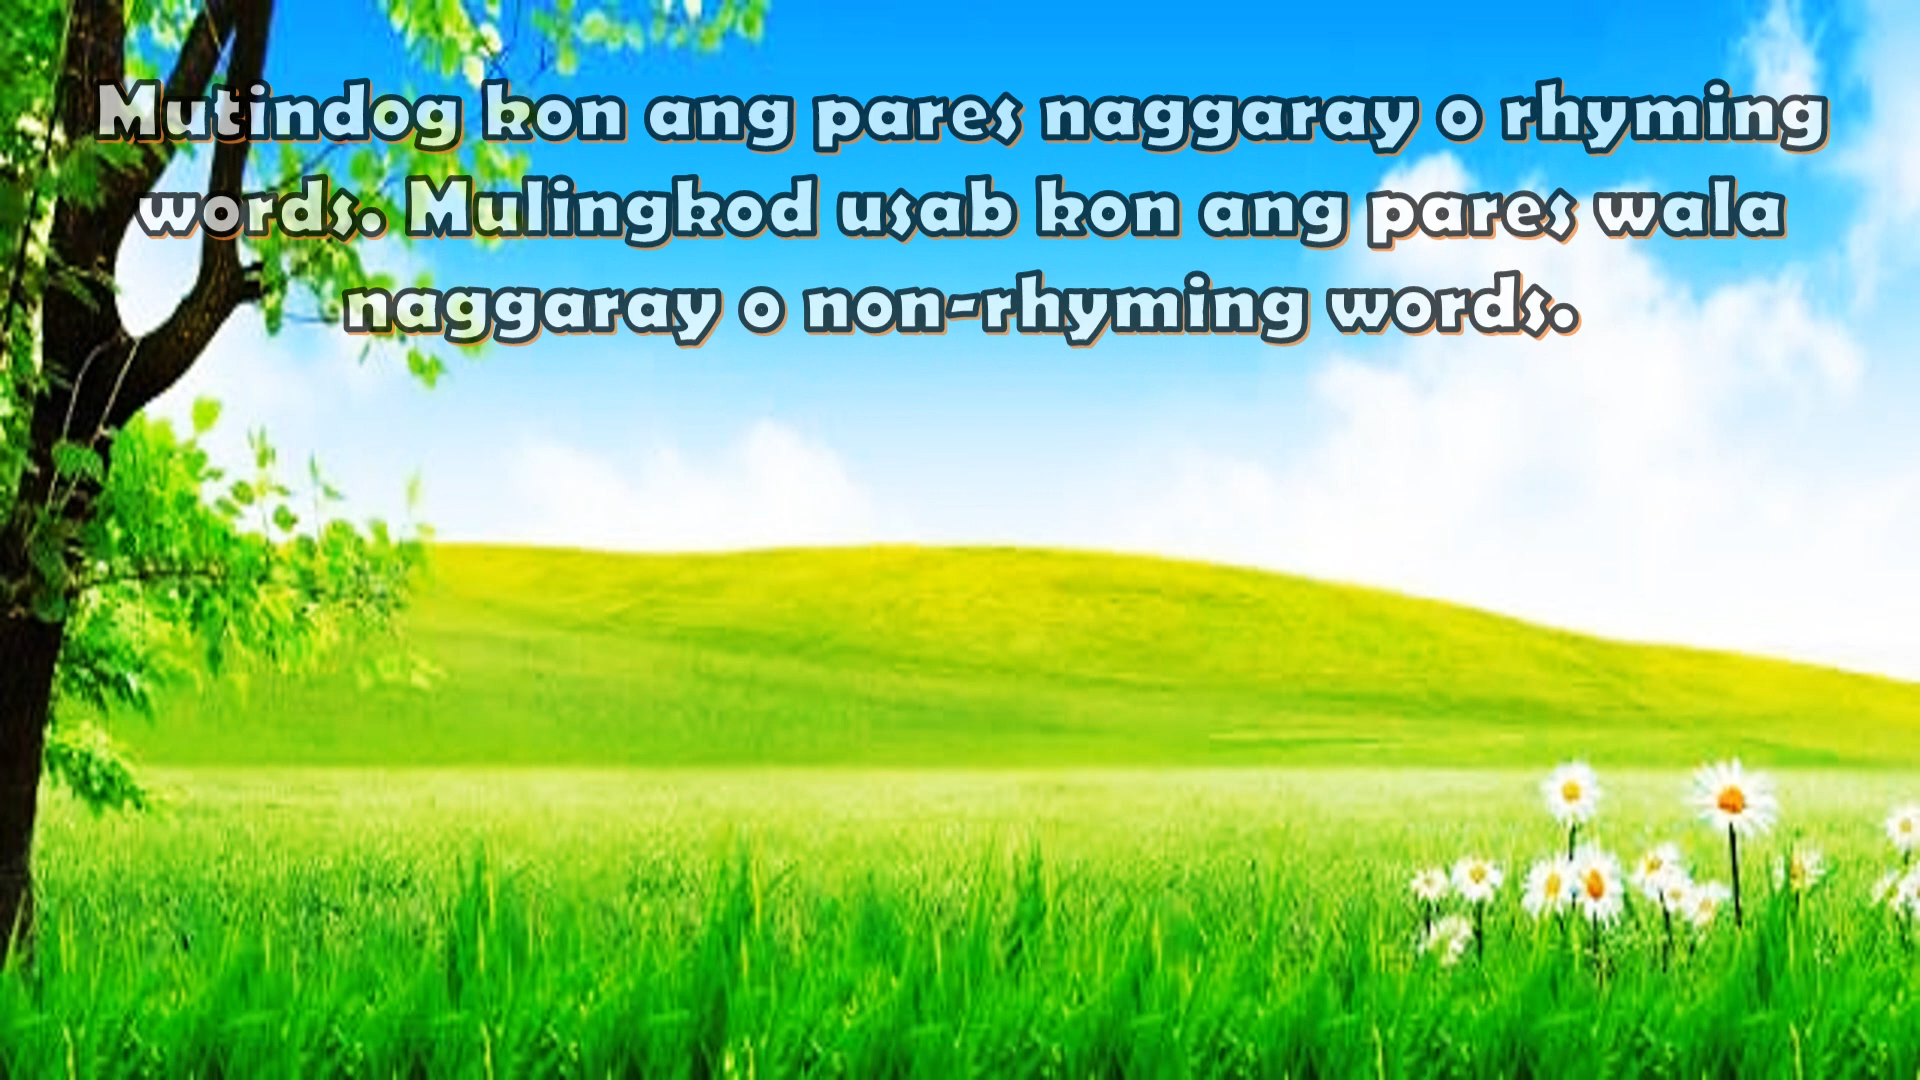 Mutindog kon ang pares naggaray o rhyming
words. Mulingkod usab kon ang pares wala
naggaray o non-rhyming words.